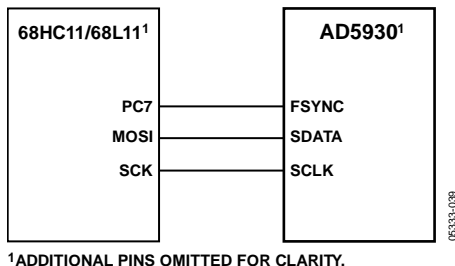 68HC11/68L11¹ AD5930¹
PC7 FSYNC
MOSI SDATA
SCK SCLK
05333-039
¹ADDITIONAL PINS OMITTED FOR CLARITY.